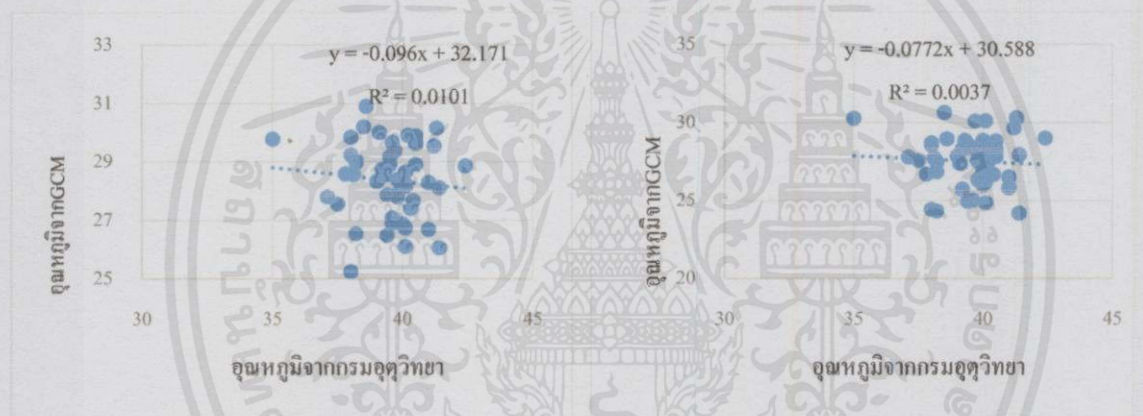 33
31
29
27
25
30
35
40
45
y = -0.096x + 32.171
R² = 0.0101
อุณหภูมิจากGCM
อุณหภูมิจากกรมอุตุวิทยา
35
30
25
20
30
35
40
45
y = -0.0772x + 30.588
R² = 0.0037
อุณหภูมิจากGCM
อุณหภูมิจากกรมอุตุวิทยา